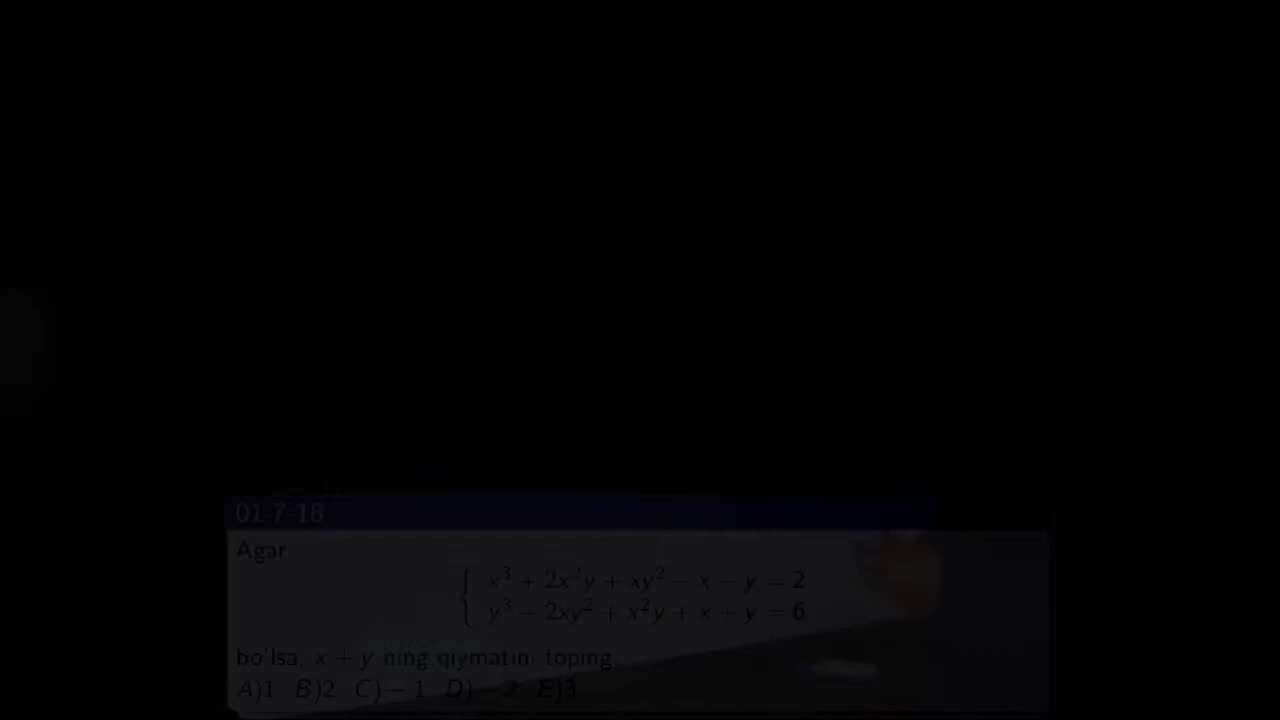 01-7-18
Agar
x³ + 2x²y + xy² − x − y = 2
y³ + 2xy² + x²y + x + y = 6
bo'lsa, x + y ning qiymatini toping.
A)1 B)2 C) − 1 D) − 2 E)3